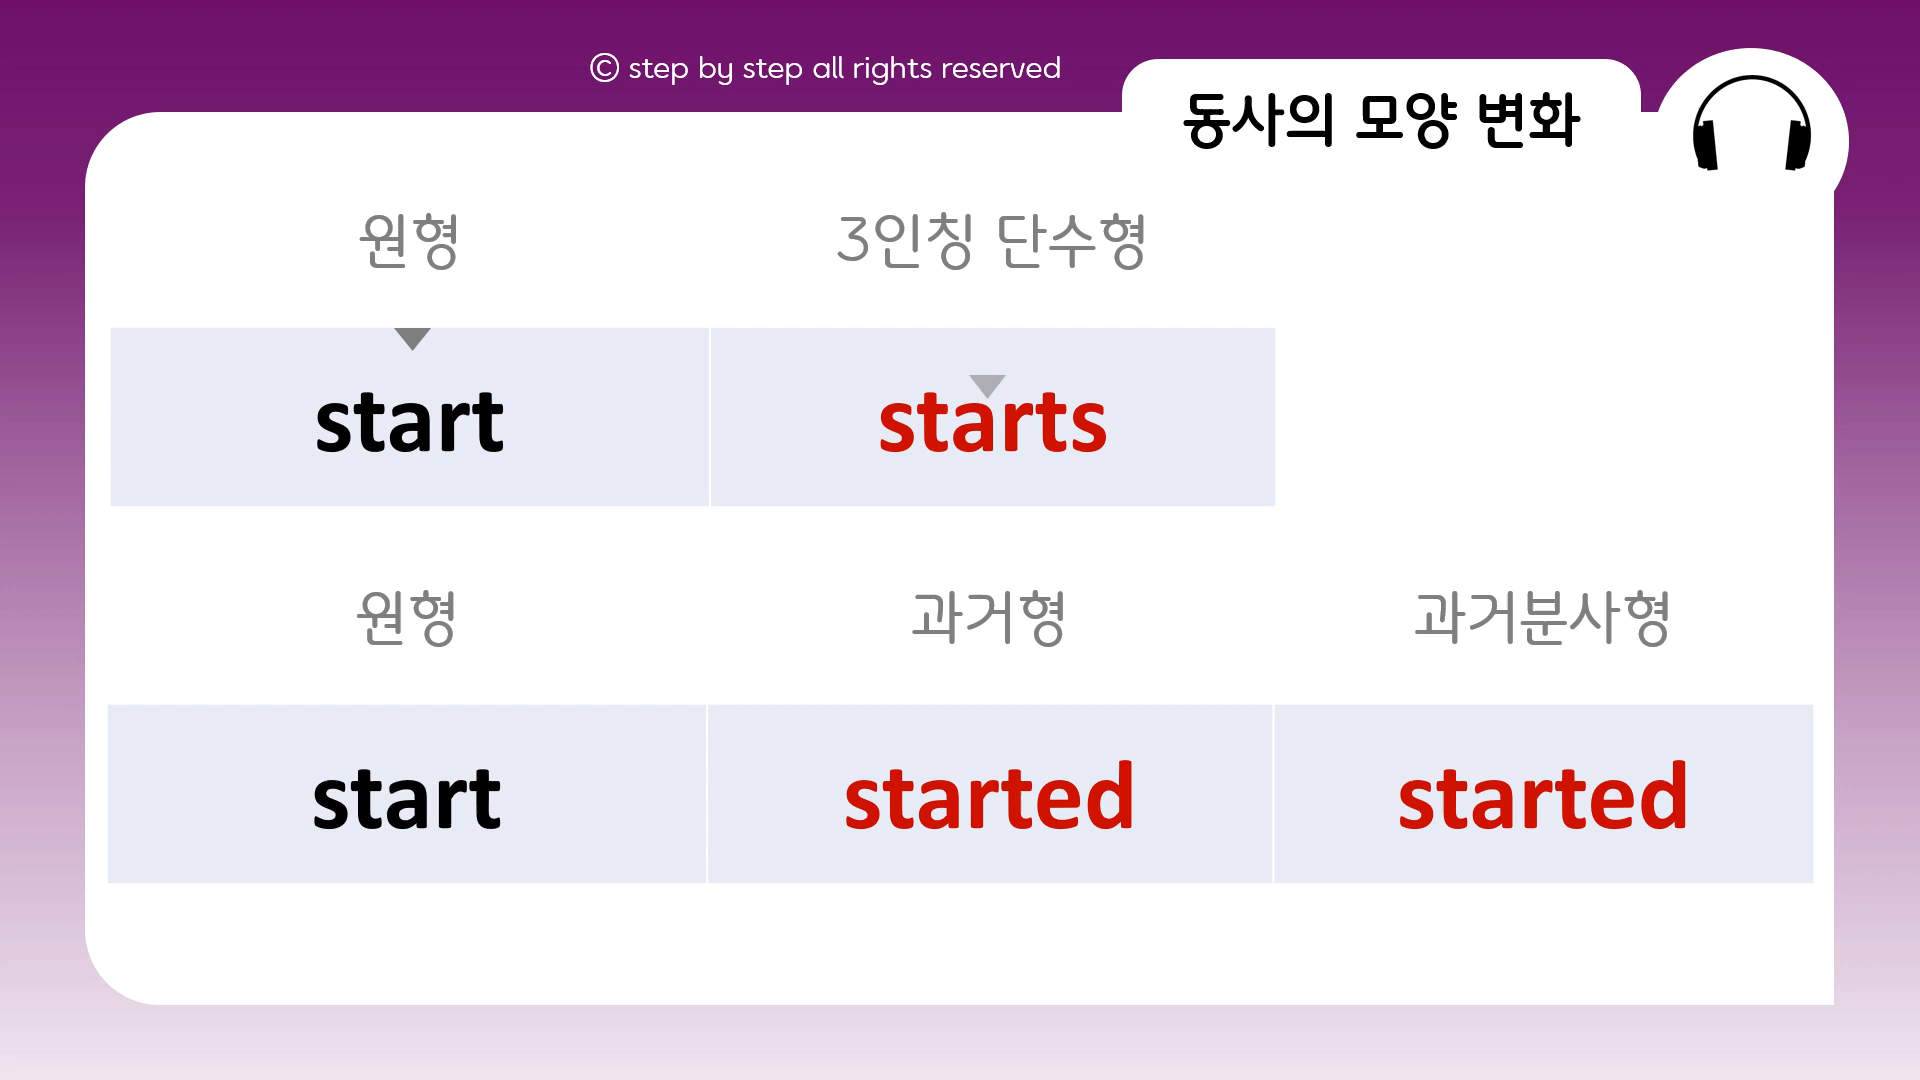 © step by step all rights reserved
동사의 모양 변화
원형 3인칭 단수형
start starts
원형 과거형 과거분사형
start started started